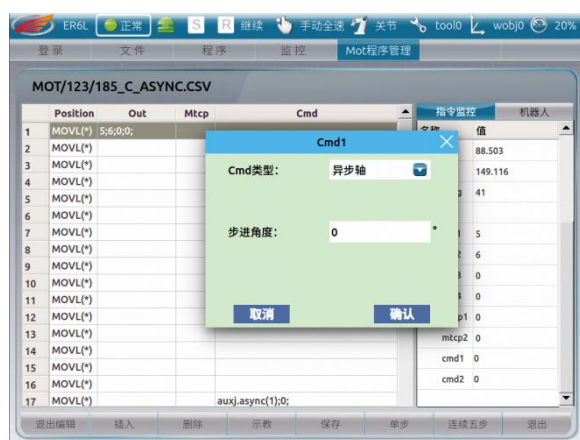 ER6L 正常 S R 继续 手动全速 关节 tool0 wobj0 20%
登录 文件 程序 监控 Mot程序管理
MOT/123/185_C_ASYNC.CSV
Position Out Mtcp Cmd
指令监控 机器人
值
1 MOVL(*) 5;6;0;0;
2 MOVL(*)
3 MOVL(*)
4 MOVL(*)
5 MOVL(*)
6 MOVL(*)
7 MOVL(*)
8 MOVL(*)
9 MOVL(*)
10 MOVL(*)
11 MOVL(*)
12 MOVL(*)
13 MOVL(*)
14 MOVL(*)
15 MOVL(*)
16 MOVL(*)
17 MOVL(*) auxj.async(1);0;
Cmd1
Cmd类型： 异步轴
步进角度： 0 °
取消 确认
88.503
149.116
41
5
6
0
0
0
mtcp2 0
cmd1 0
cmd2 0
退出编辑 插入 删除 示教 保存 单步 连续五步 退出